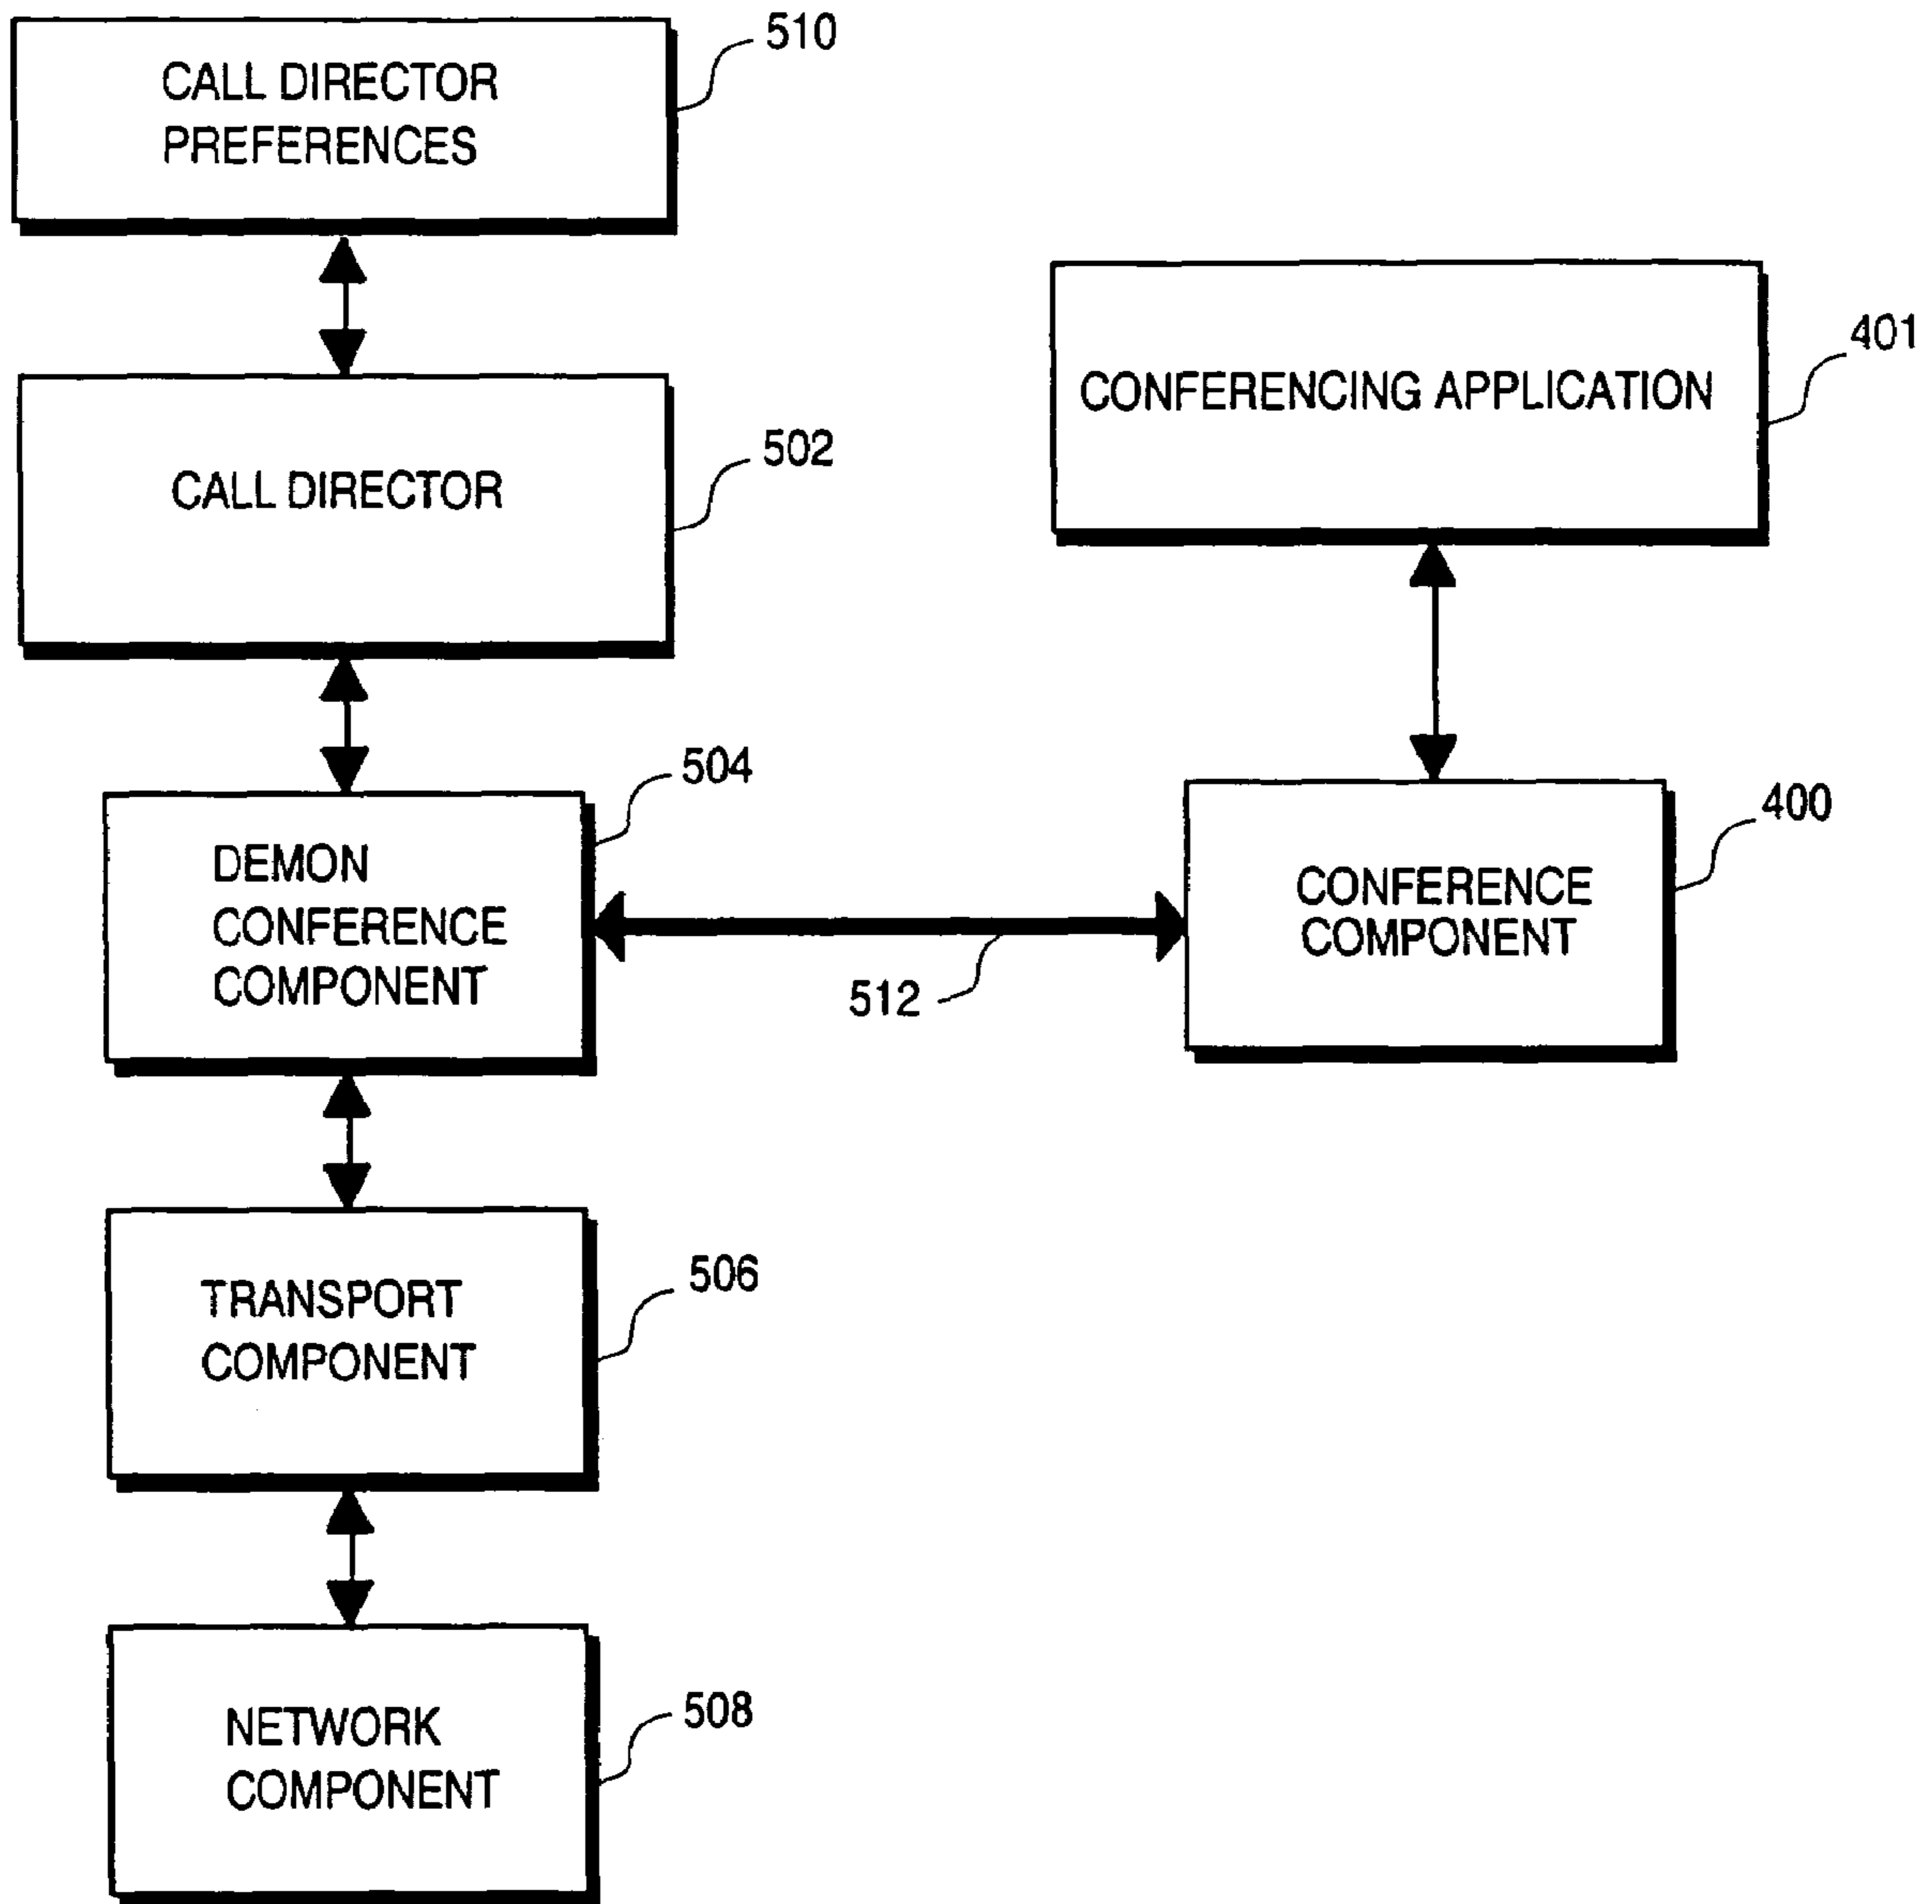 510
CALL DIRECTOR
PREFERENCES
401
CONFERENCING APPLICATION
502
CALL DIRECTOR
504
400
DEMON
CONFERENCE
COMPONENT
CONFERENCE
COMPONENT
512
506
TRANSPORT
COMPONENT
508
NETWORK
COMPONENT